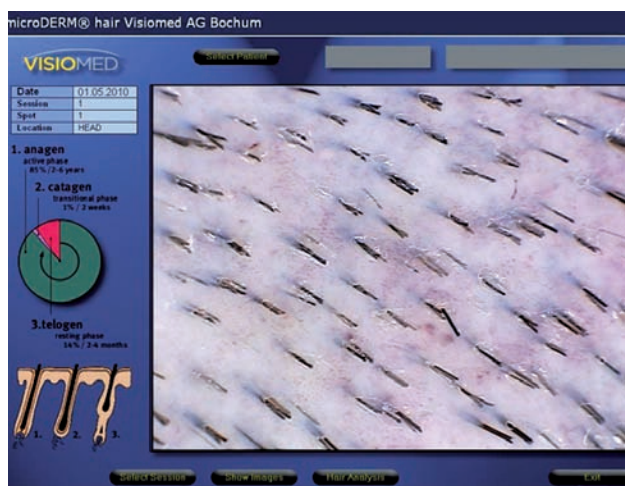 microDERM® hair Visiomed AG Bochum
VISIOMED
Select Patient
Date 01.05.2010
Session 1
Spot 1
Location HEAD
1. anagen
active phase
85% / 2-6 years
2. catagen
transitional phase
1% / 2 weeks
3.telogen
resting phase
14% / 2-4 months
1. 2. 3.
Select Session
Show Images
Hair Analysis
Exit